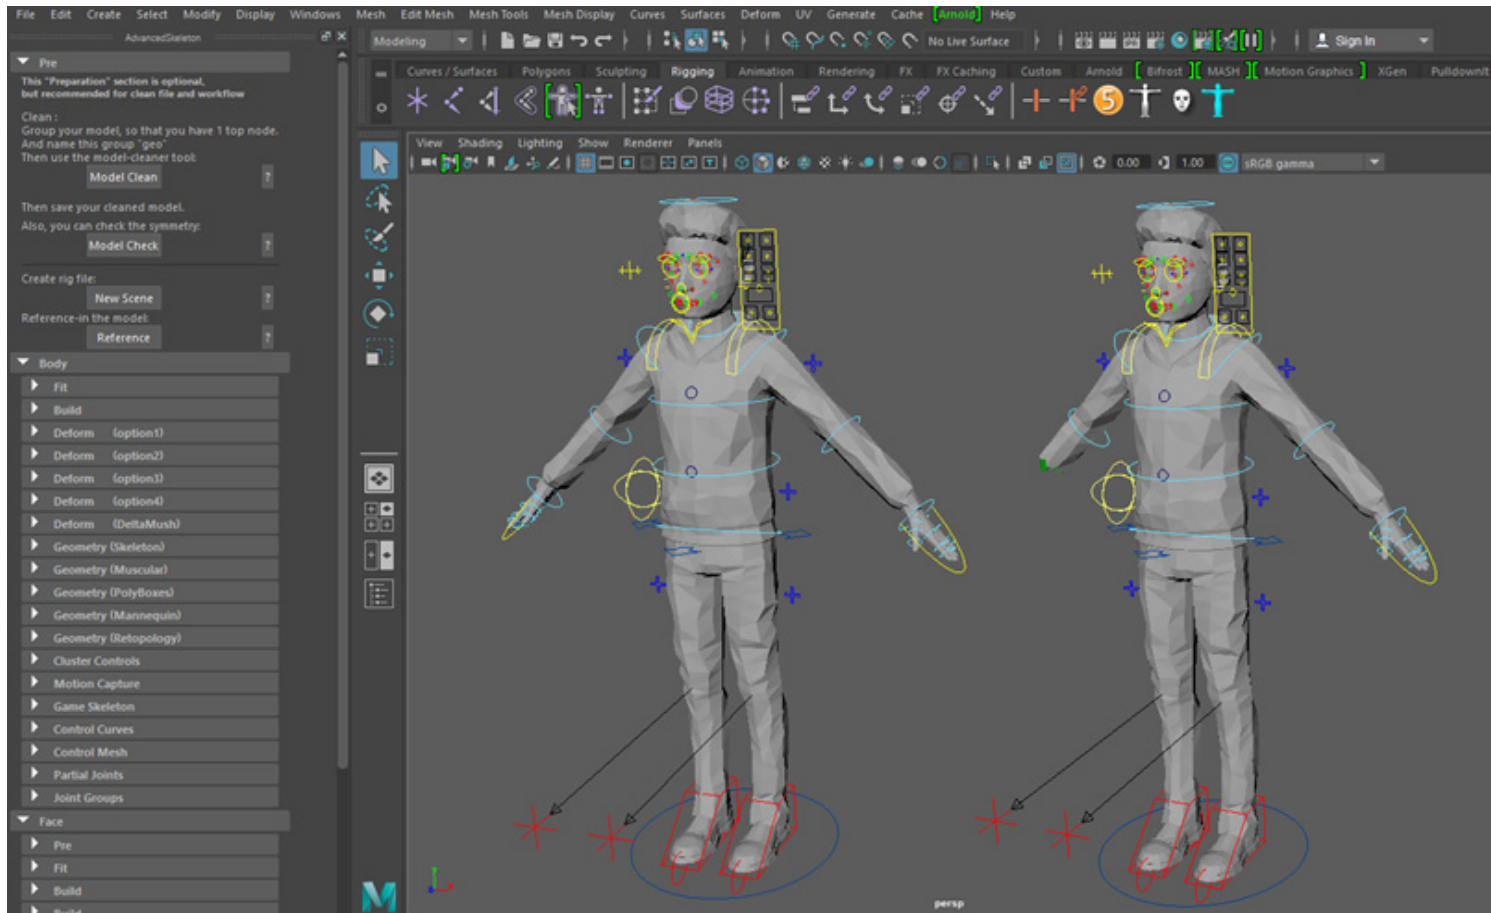 File Edit Create Select Modify Display Windows Mesh Edit Mesh Mesh Tools Mesh Display Curves Surfaces Deform UV Generate Cache [Arnold] Help
AdvancedSkeleton
Modeling
No Live Surface
Sign In
Curves / Surfaces Polygons Sculpting Rigging Animation Rendering FX FX Caching Custom Arnold [ Bifrost ][ MASH ][ Motion Graphics ] XGen Pulldownit
View Shading Lighting Show Renderer Panels
0.00 1.00 sRGB gamma
Pre
This "Preparation" section is optional,
but recommended for clean file and workflow
Clean :
Group your model, so that you have 1 top node.
And name this group "geo"
Then use the model-cleaner tool:
Model Clean ?
Then save your cleaned model.
Also, you can check the symmetry:
Model Check ?
Create rig file:
New Scene ?
Reference-in the model:
Reference ?
Body
Fit
Build
Deform (option1)
Deform (option2)
Deform (option3)
Deform (option4)
Deform (DeltaMush)
Geometry (Skeleton)
Geometry (Muscular)
Geometry (PolyBoxes)
Geometry (Mannequin)
Geometry (Retopology)
Cluster Controls
Motion Capture
Game Skeleton
Control Curves
Control Mesh
Partial Joints
Joint Groups
Face
Pre
Fit
Build
persp